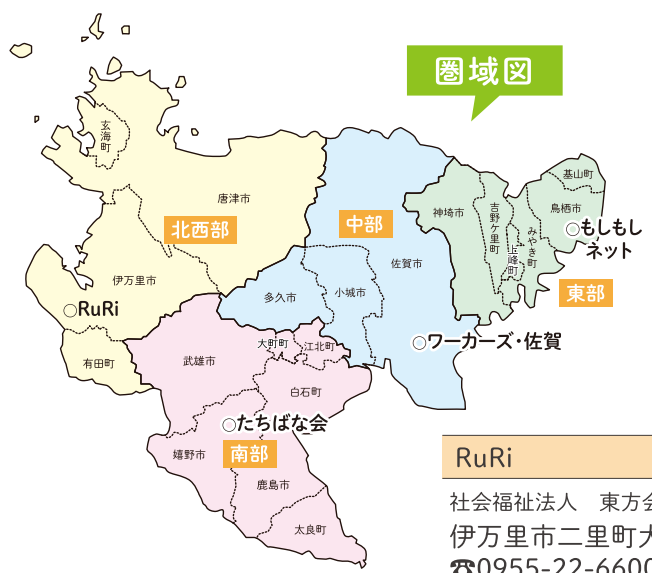 圏域図
玄海町
唐津市
北西部
伊万里市
RuRi
有田町
中部
佐賀市
多久市
小城市
ワーカーズ・佐賀
神埼市
吉野ケ里町
上峰町
みやき町
基山町
鳥栖市
もしもし
ネット
東部
大町町
江北町
武雄市
白石町
たちばな会
南部
嬉野市
鹿島市
太良町
RuRi
社会福祉法人　東方会
伊万里市二里町大
☎0955-22-6600